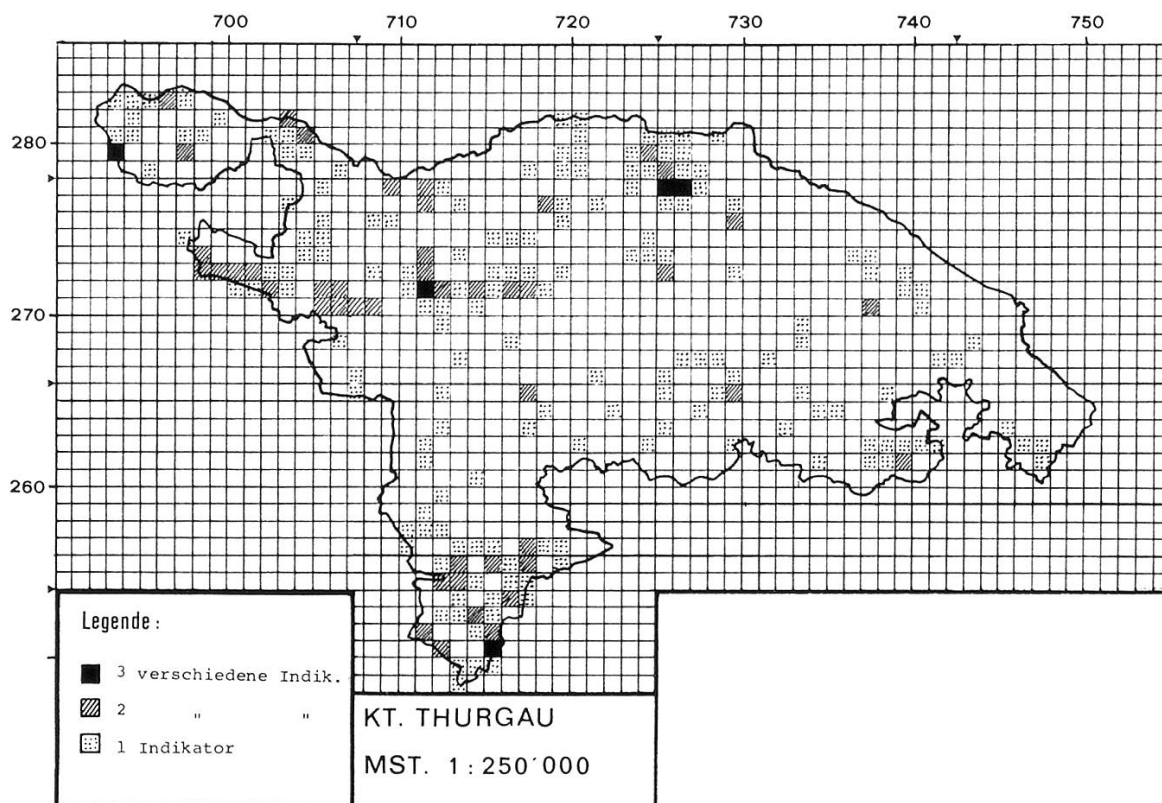 700 710 720 730 740 750
280
270
260
Legende :
3 verschiedene Indik.
2 " "
1 Indikator
KT. THURGAU
MST. 1 : 250'000